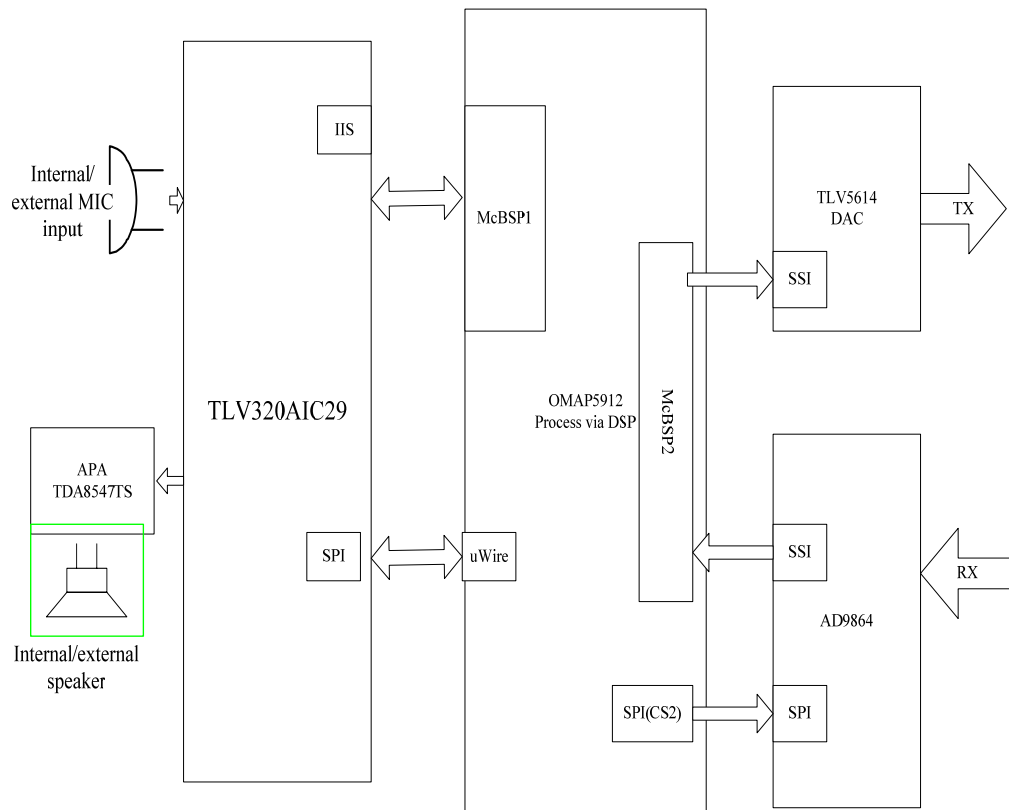 Internal/
external MIC
input
IIS
TLV320AIC29
SPI
APA
TDA8547TS
Internal/external
speaker
McBSP1
uWire
OMAP5912
Process via DSP
McBSP2
SPI(CS2)
TLV5614
DAC
SSI
TX
SSI
AD9864
SPI
RX